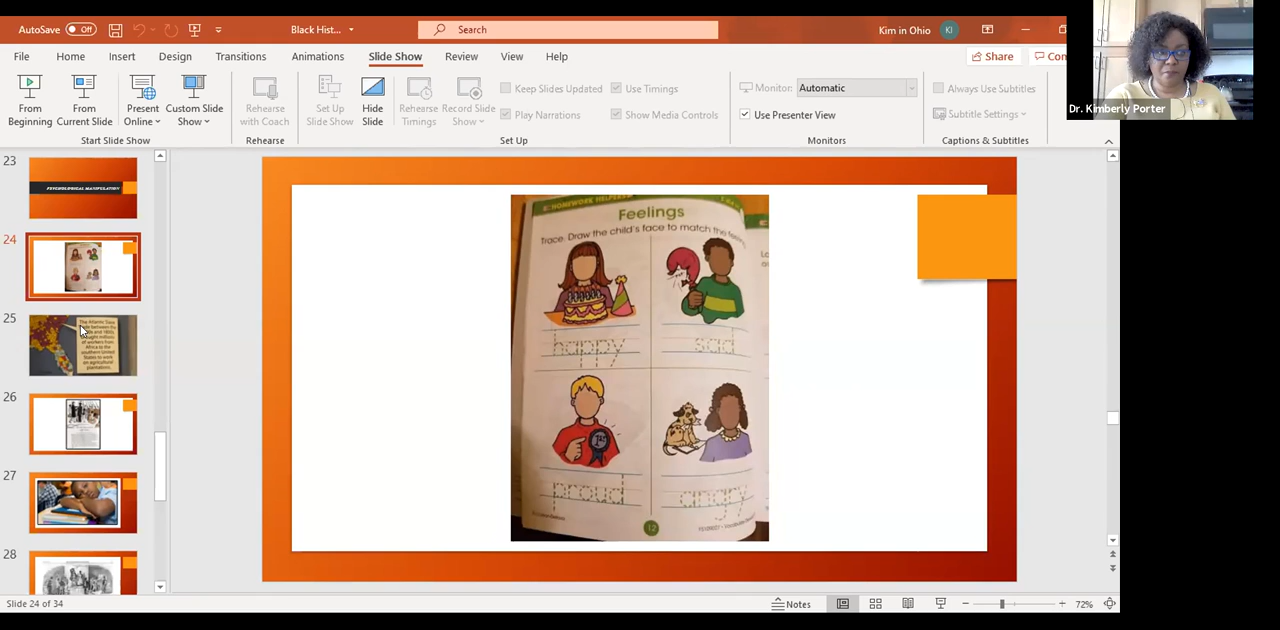 AutoSave Off
Black Hist...
Search
Kim in Ohio
KI
File Home Insert Design Transitions Animations Slide Show Review View Help
Share
From Beginning
From Current Slide
Present Online
Custom Slide Show
Start Slide Show
Rehearse with Coach
Rehearse
Set Up Slide Show
Hide Slide
Rehearse Timings
Record Slide Show
Keep Slides Updated
Play Narrations
Use Timings
Show Media Controls
Set Up
Monitor: Automatic
Use Presenter View
Monitors
Always Use Subtitles
Subtitle Settings
Captions & Subtitles
Dr. Kimberly Porter
23
PSYCHOLOGICAL MANIPULATION
24
25
26
27
28
HOMEWORK HELPERS
Feelings
Trace. Draw the child's face to match the
happy
sad
proud
angry
1st
12
Slide 24 of 34
Notes
72%